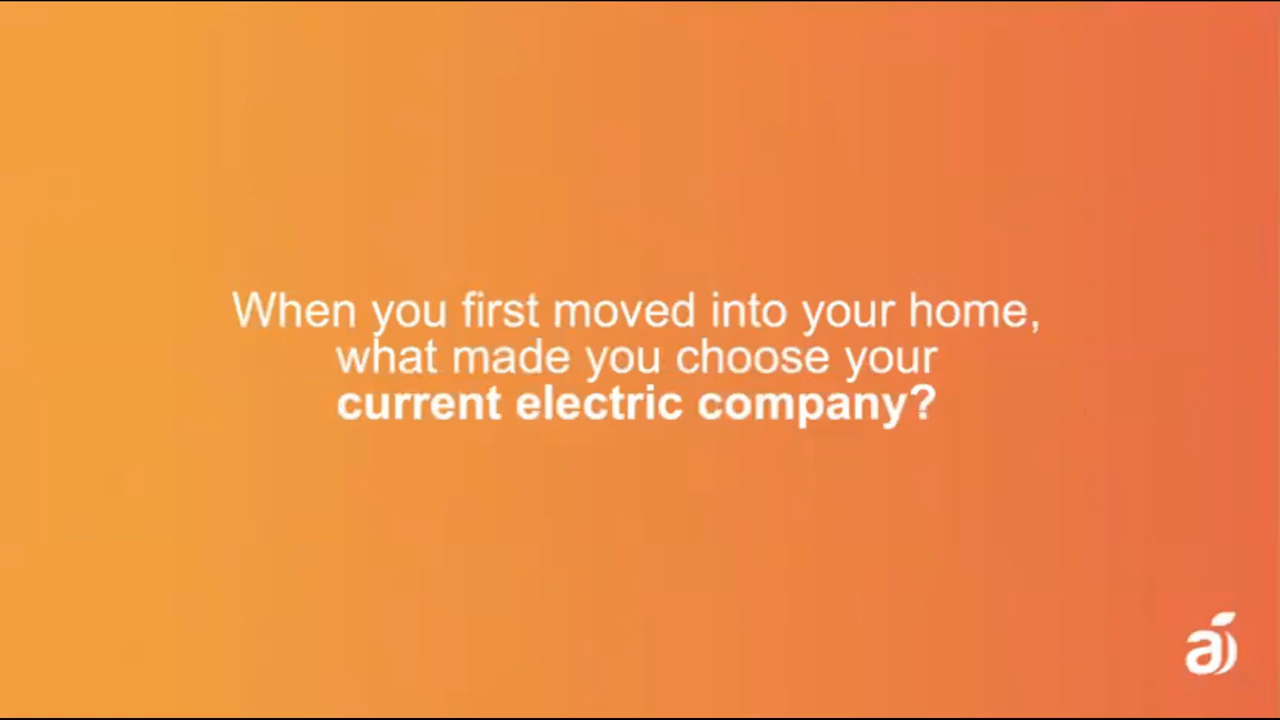 When you first moved into your home,
what made you choose your
current electric company?
a